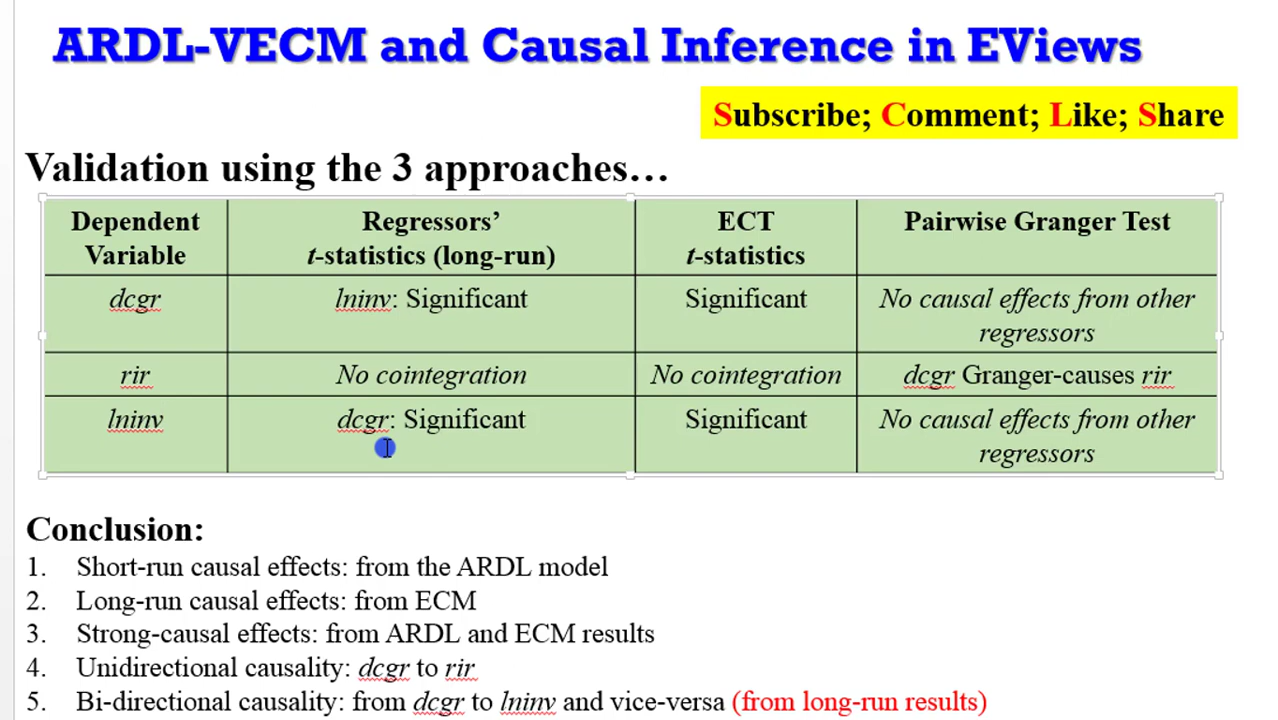 ARDL-VECM and Causal Inference in EViews
Subscribe; Comment; Like; Share
Validation using the 3 approaches…
Dependent Variable | Regressors’ t-statistics (long-run) | ECT t-statistics | Pairwise Granger Test
dcgr | lninv: Significant | Significant | No causal effects from other regressors
rir | No cointegration | No cointegration | dcgr Granger-causes rir
lninv | dcgr: Significant | Significant | No causal effects from other regressors
Conclusion:
1. Short-run causal effects: from the ARDL model
2. Long-run causal effects: from ECM
3. Strong-causal effects: from ARDL and ECM results
4. Unidirectional causality: dcgr to rir
5. Bi-directional causality: from dcgr to lninv and vice-versa (from long-run results)